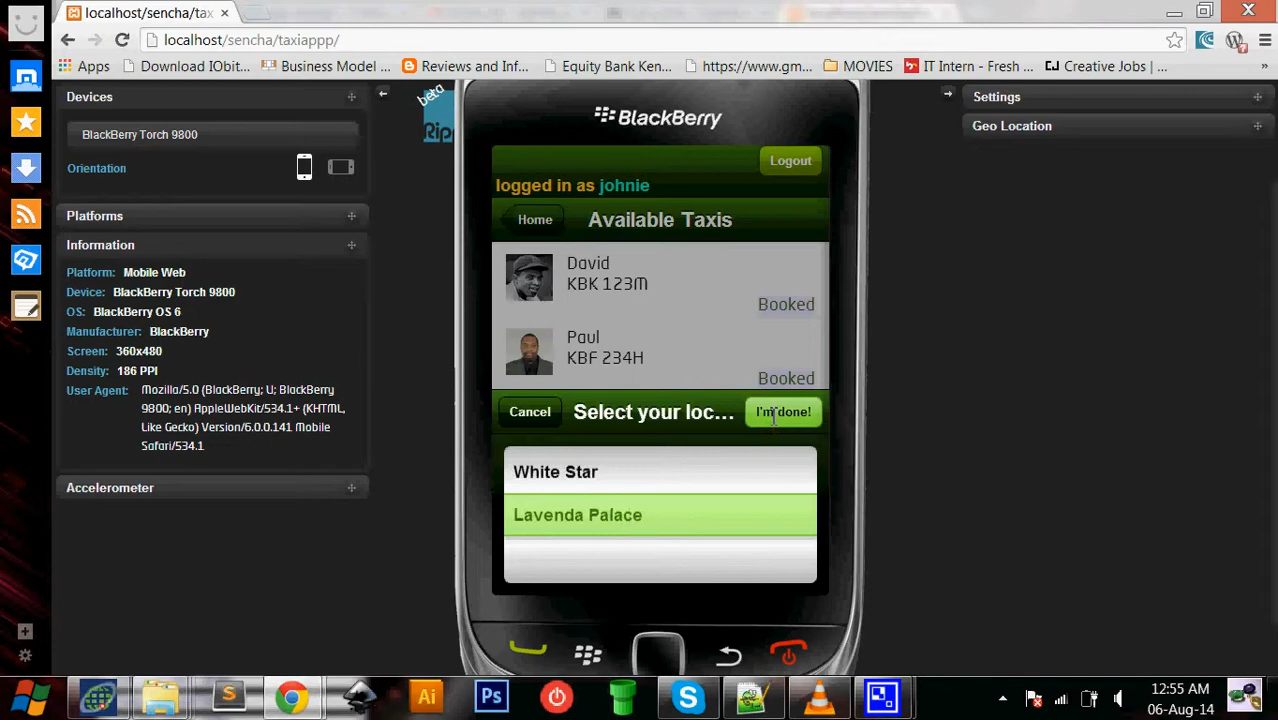 localhost/sencha/tax
localhost/sencha/taxiappp/
Apps Download IObit... Business Model ... Reviews and Inf... Equity Bank Ken... https://www.gm... MOVIES IT Intern - Fresh ... Creative Jobs | ... »
Devices
BlackBerry Torch 9800
Orientation
Platforms
Information
Platform: Mobile Web
Device: BlackBerry Torch 9800
OS: BlackBerry OS 6
Manufacturer: BlackBerry
Screen: 360x480
Density: 186 PPI
User Agent: Mozilla/5.0 (BlackBerry; U; BlackBerry
9800; en) AppleWebKit/534.1+ (KHTML,
Like Gecko) Version/6.0.0.141 Mobile
Safari/534.1
Accelerometer
beta
BlackBerry
Logout
logged in as johnie
Home Available Taxis
David
KBK 123M
Booked
Paul
KBF 234H
Booked
Cancel Select your loc... I'm done!
White Star
Lavenda Palace
Settings
Geo Location
Ai Ps
12:55 AM
06-Aug-14